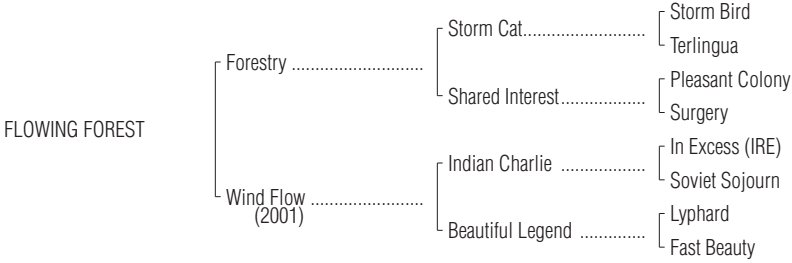 Storm Bird
Storm Cat..........................
Terlingua
Forestry ............................
Pleasant Colony
Shared Interest..................
Surgery
FLOWING FOREST
In Excess (IRE)
Indian Charlie ..................
Soviet Sojourn
Wind Flow ........................
(2001)
Lyphard
Beautiful Legend ..............
Fast Beauty